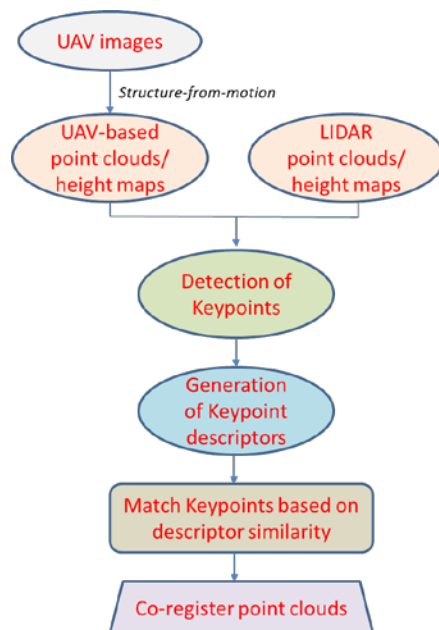 UAV images
Structure-from-motion
UAV-based
point clouds/
height maps
LIDAR
point clouds/
height maps
Detection of
Keypoints
Generation
of Keypoint
descriptors
Match Keypoints based on
descriptor similarity
Co-register point clouds